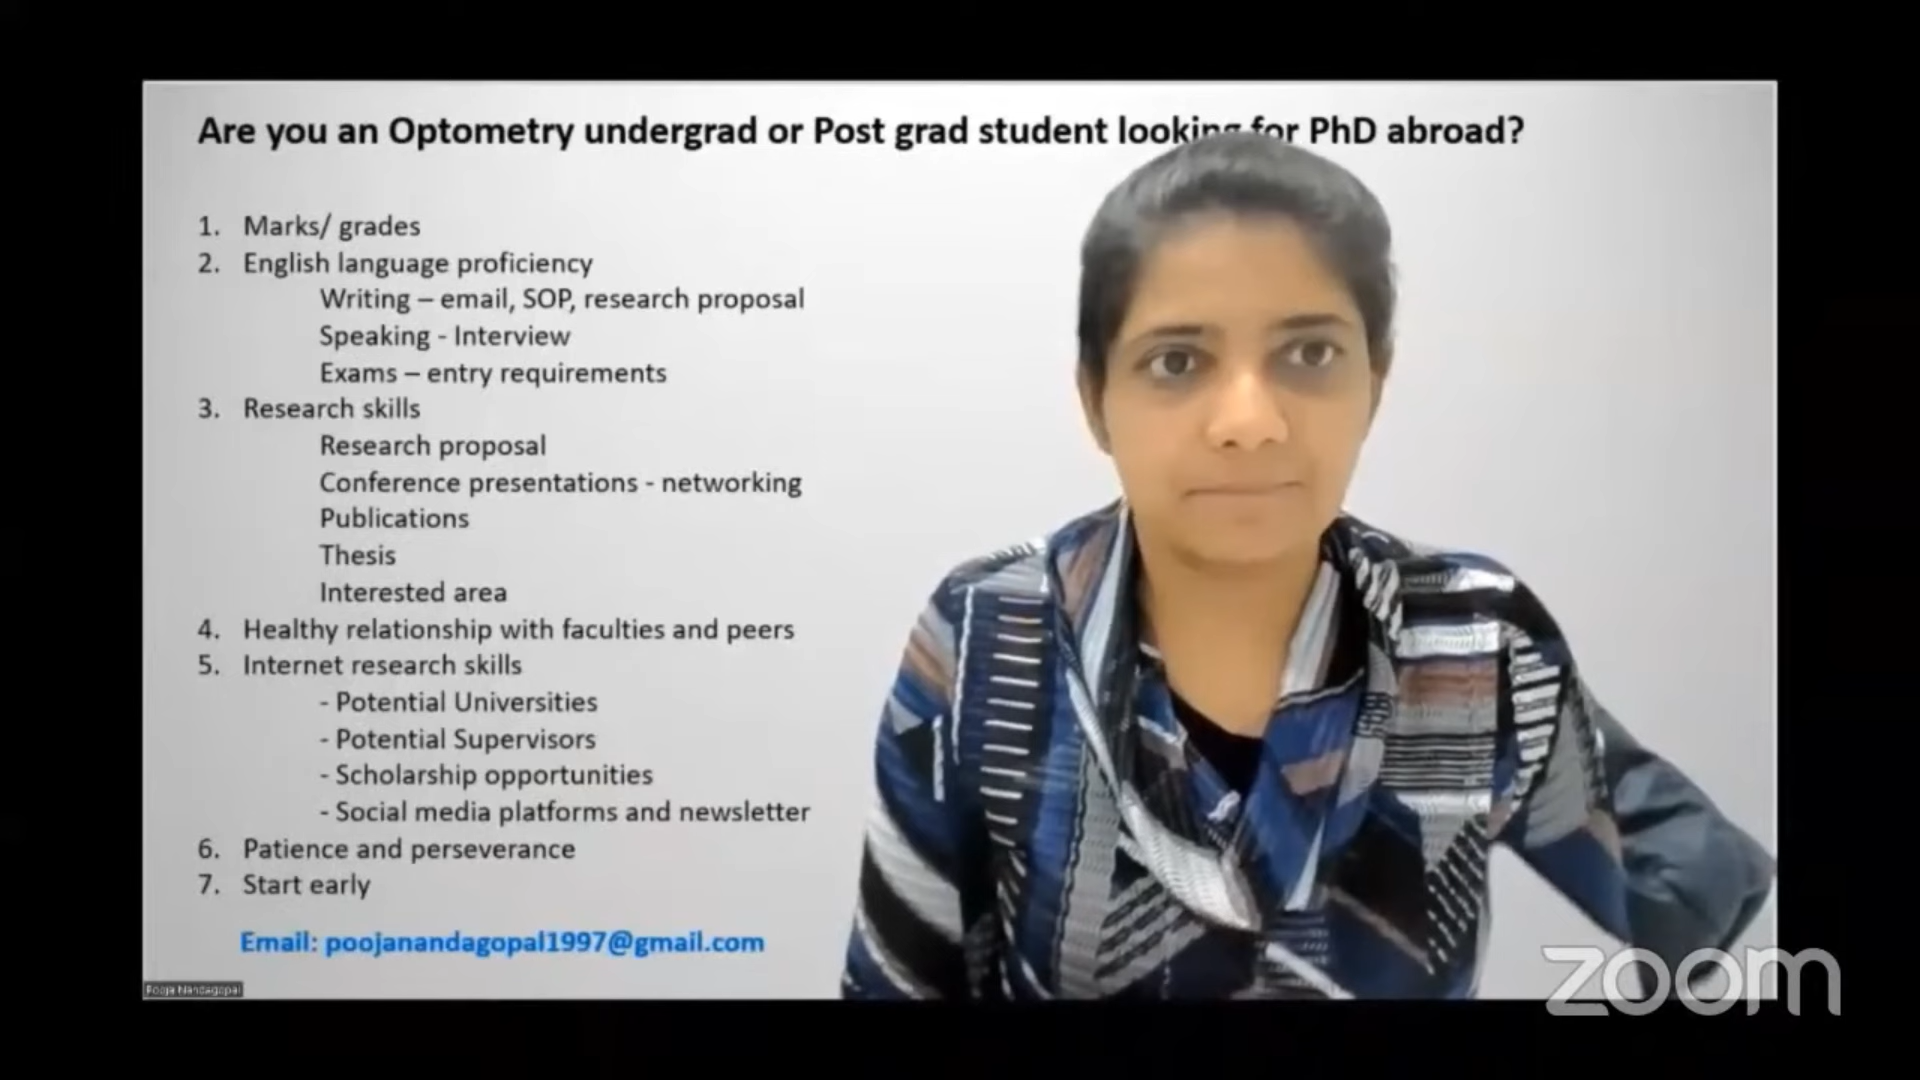 Are you an Optometry undergrad or Post grad student looking for PhD abroad?
1. Marks/ grades
2. English language proficiency
Writing – email, SOP, research proposal
Speaking - Interview
Exams – entry requirements
3. Research skills
Research proposal
Conference presentations - networking
Publications
Thesis
Interested area
4. Healthy relationship with faculties and peers
5. Internet research skills
- Potential Universities
- Potential Supervisors
- Scholarship opportunities
- Social media platforms and newsletter
6. Patience and perseverance
7. Start early
Email: poojanandagopal1997@gmail.com
Pooja Nandagopal
zoom